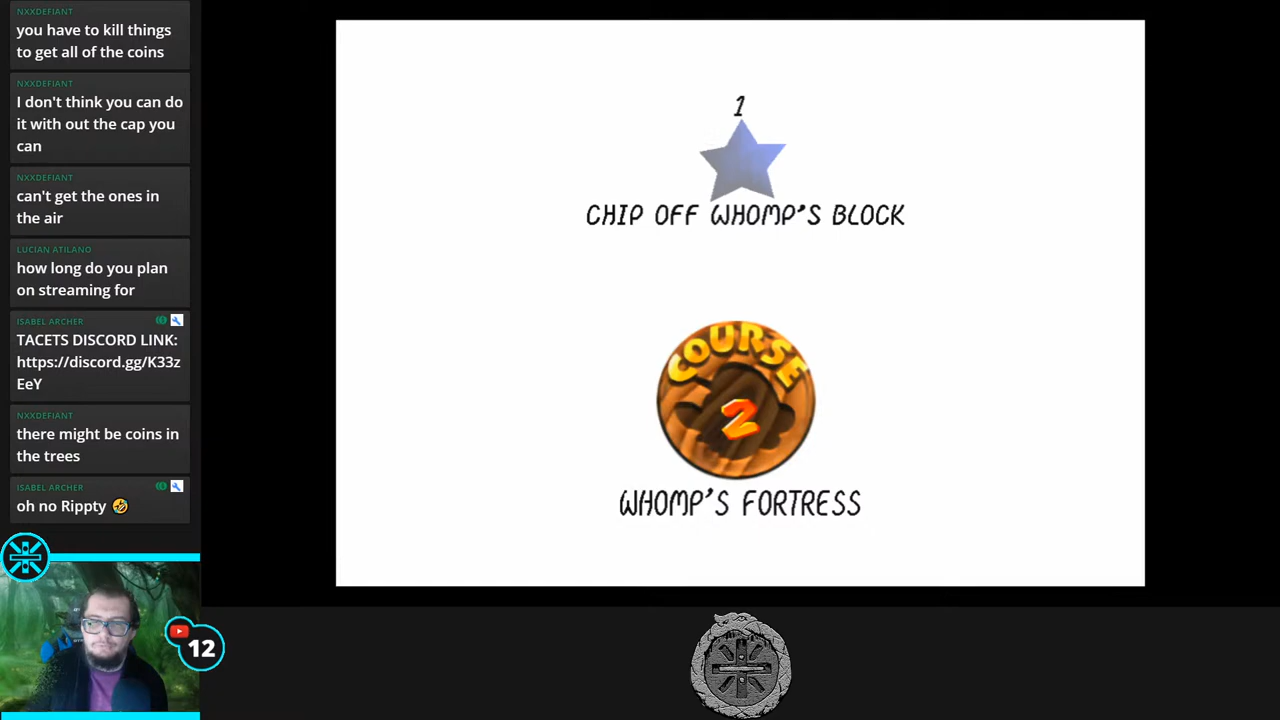 NXXDEFIANT
you have to kill things
to get all of the coins
NXXDEFIANT
I don't think you can do
it with out the cap you
can
NXXDEFIANT
can't get the ones in
the air
LUCIAN ATILANO
how long do you plan
on streaming for
ISABEL ARCHER
TACETS DISCORD LINK:
https://discord.gg/K33z
EeY
NXXDEFIANT
there might be coins in
the trees
ISABEL ARCHER
oh no Rippty 🤣
12
1
CHIP OFF WHOMP'S BLOCK
COURSE
2
WHOMP'S FORTRESS